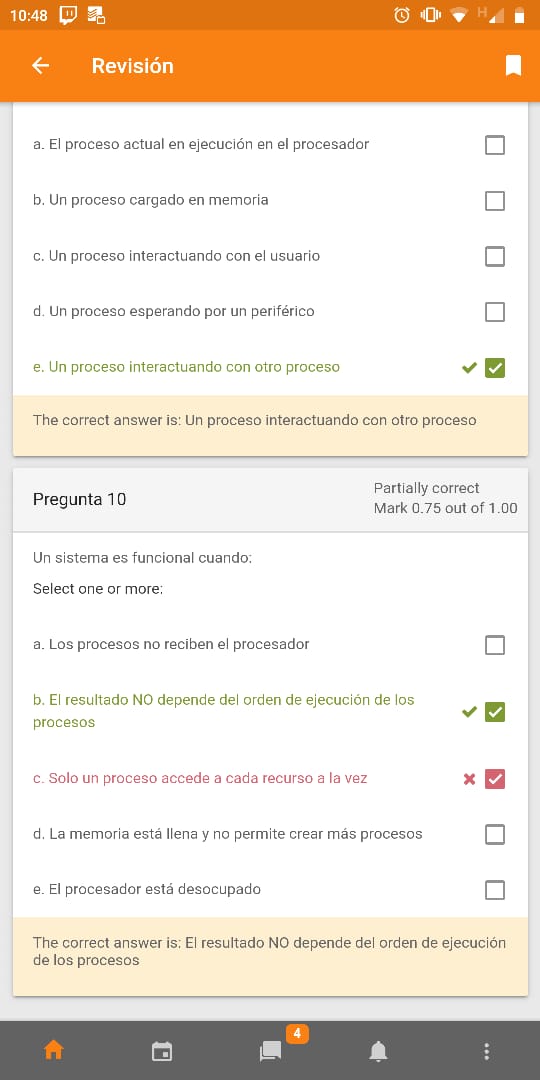 10:48
H
Revisión
a. El proceso actual en ejecución en el procesador
b. Un proceso cargado en memoria
c. Un proceso interactuando con el usuario
d. Un proceso esperando por un periférico
e. Un proceso interactuando con otro proceso
The correct answer is: Un proceso interactuando con otro proceso
Pregunta 10
Partially correct
Mark 0.75 out of 1.00
Un sistema es funcional cuando:
Select one or more:
a. Los procesos no reciben el procesador
b. El resultado NO depende del orden de ejecución de los
procesos
c. Solo un proceso accede a cada recurso a la vez
d. La memoria está llena y no permite crear más procesos
e. El procesador está desocupado
The correct answer is: El resultado NO depende del orden de ejecución
de los procesos
4